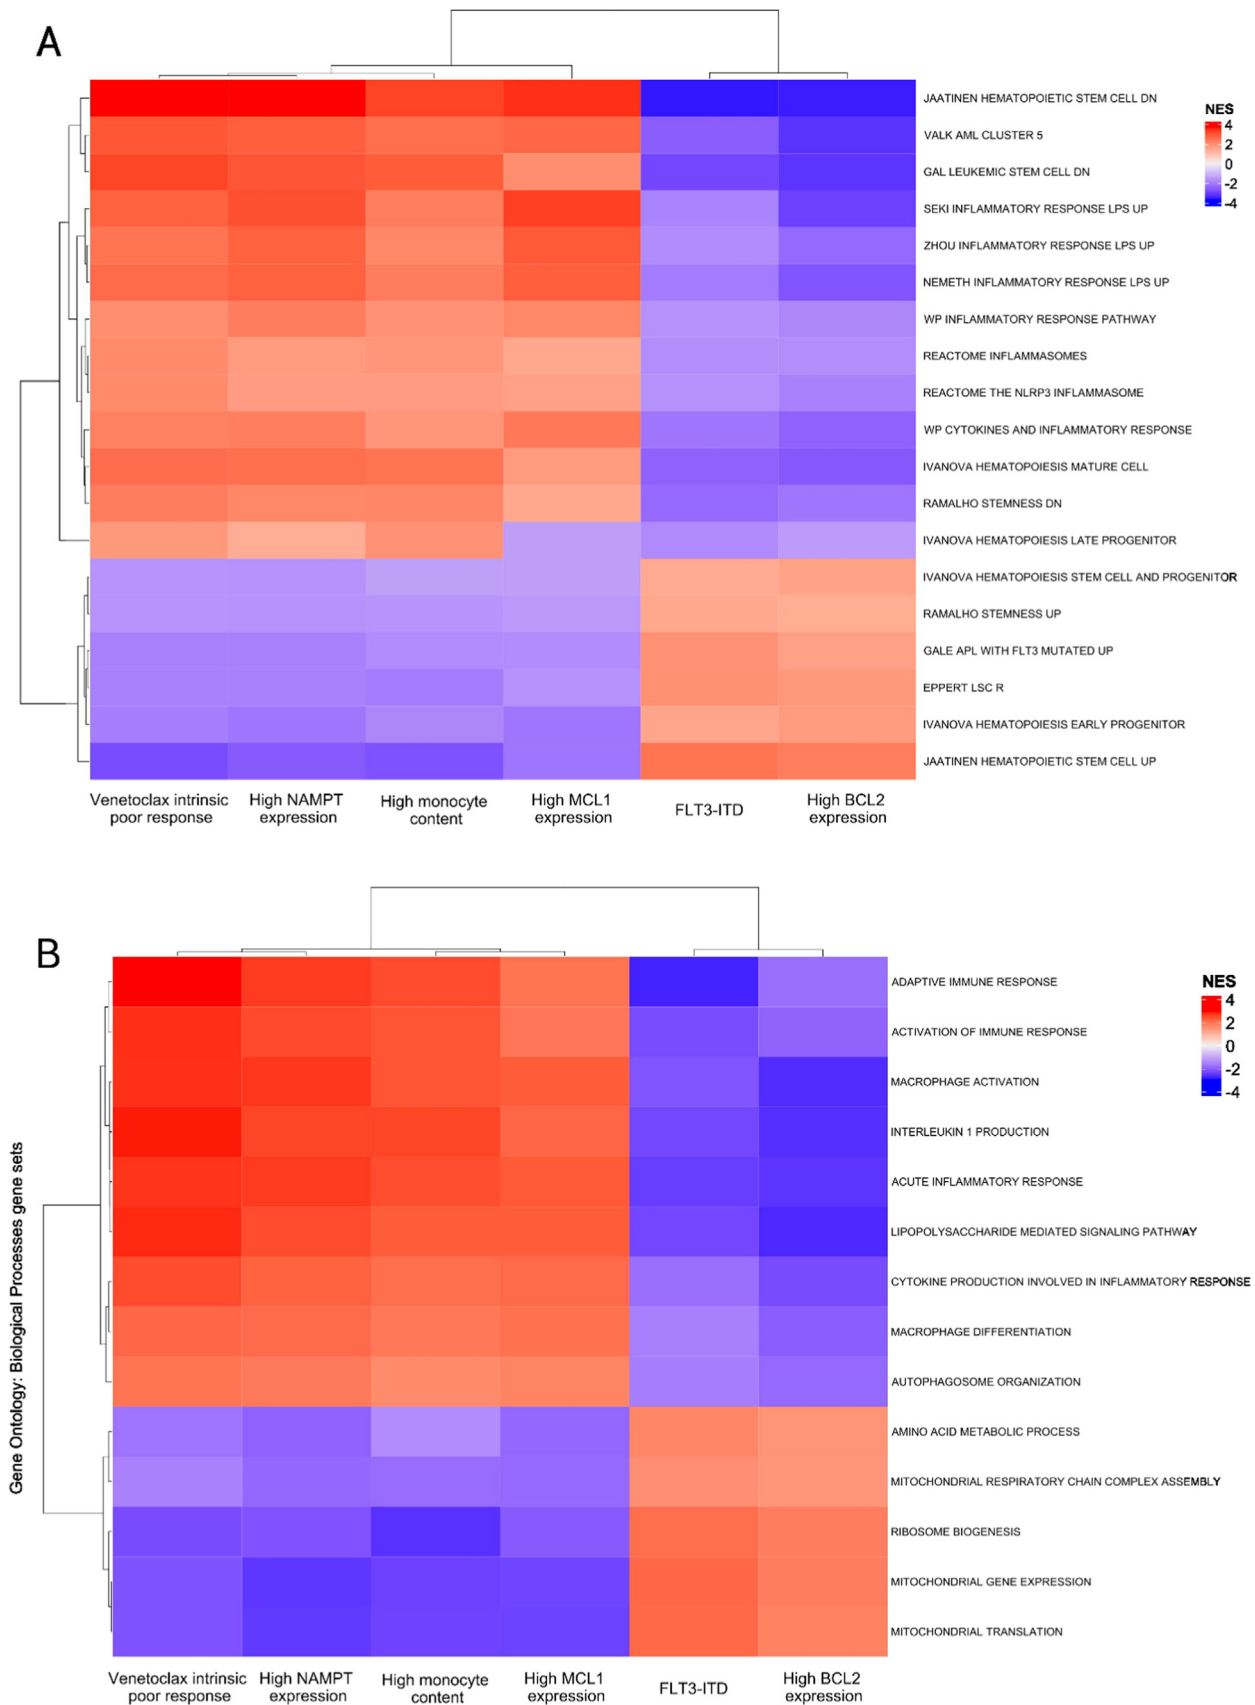 A
JAATINEN HEMATOPOIETIC STEM CELL DN
VALK AML CLUSTER 5
GAL LEUKEMIC STEM CELL DN
SEKI INFLAMMATORY RESPONSE LPS UP
ZHOU INFLAMMATORY RESPONSE LPS UP
NEMETH INFLAMMATORY RESPONSE LPS UP
WP INFLAMMATORY RESPONSE PATHWAY
REACTOME INFLAMMASOMES
REACTOME THE NLRP3 INFLAMMASOME
WP CYTOKINES AND INFLAMMATORY RESPONSE
IVANOVA HEMATOPOIESIS MATURE CELL
RAMALHO STEMNESS DN
IVANOVA HEMATOPOIESIS LATE PROGENITOR
IVANOVA HEMATOPOIESIS STEM CELL AND PROGENITOR
RAMALHO STEMNESS UP
GALE APL WITH FLT3 MUTATED UP
EPPERT LSC R
IVANOVA HEMATOPOIESIS EARLY PROGENITOR
JAATINEN HEMATOPOIETIC STEM CELL UP
NES
4
2
0
-2
-4
Venetoclax intrinsic
poor response
High NAMPT
expression
High monocyte
content
High MCL1
expression
FLT3-ITD
High BCL2
expression
B
Gene Ontology: Biological Processes gene sets
ADAPTIVE IMMUNE RESPONSE
ACTIVATION OF IMMUNE RESPONSE
MACROPHAGE ACTIVATION
INTERLEUKIN 1 PRODUCTION
ACUTE INFLAMMATORY RESPONSE
LIPOPOLYSACCHARIDE MEDIATED SIGNALING PATHWAY
CYTOKINE PRODUCTION INVOLVED IN INFLAMMATORY RESPONSE
MACROPHAGE DIFFERENTIATION
AUTOPHAGOSOME ORGANIZATION
AMINO ACID METABOLIC PROCESS
MITOCHONDRIAL RESPIRATORY CHAIN COMPLEX ASSEMBLY
RIBOSOME BIOGENESIS
MITOCHONDRIAL GENE EXPRESSION
MITOCHONDRIAL TRANSLATION
NES
4
2
0
-2
-4
Venetoclax intrinsic
poor response
High NAMPT
expression
High monocyte
content
High MCL1
expression
FLT3-ITD
High BCL2
expression